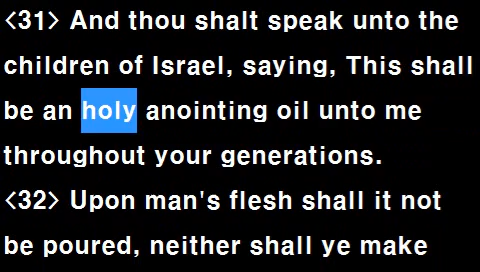 <31> And thou shalt speak unto the
children of Israel, saying, This shall
be an holy anointing oil unto me
throughout your generations.
<32> Upon man's flesh shall it not
be poured, neither shall ye make